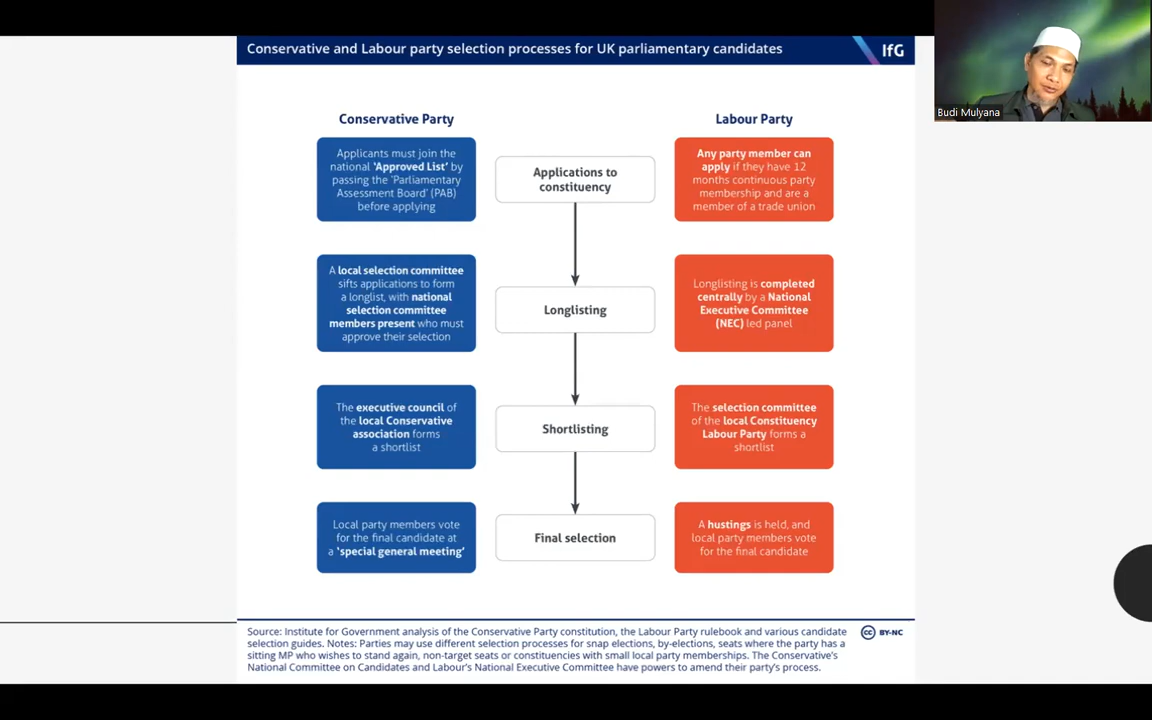 Conservative and Labour party selection processes for UK parliamentary candidates
IfG
Budi Mulyana
Conservative Party
Labour Party
Applicants must join the
national 'Approved List' by
passing the 'Parliamentary
Assessment Board' (PAB)
before applying
Applications to
constituency
Any party member can
apply if they have 12
months continuous party
membership and are a
member of a trade union
A local selection committee
sifts applications to form
a longlist, with national
selection committee
members present who must
approve their selection
Longlisting
Longlisting is completed
centrally by a National
Executive Committee
(NEC) led panel
The executive council of
the local Conservative
association forms
a shortlist
Shortlisting
The selection committee
of the local Constituency
Labour Party forms a
shortlist
Local party members vote
for the final candidate at
a 'special general meeting'
Final selection
A hustings is held, and
local party members vote
for the final candidate
Source: Institute for Government analysis of the Conservative Party constitution, the Labour Party rulebook and various candidate
selection guides. Notes: Parties may use different selection processes for snap elections, by-elections, seats where the party has a
sitting MP who wishes to stand again, non-target seats or constituencies with small local party memberships. The Conservative's
National Committee on Candidates and Labour's National Executive Committee have powers to amend their party's process.
cc BY-NC